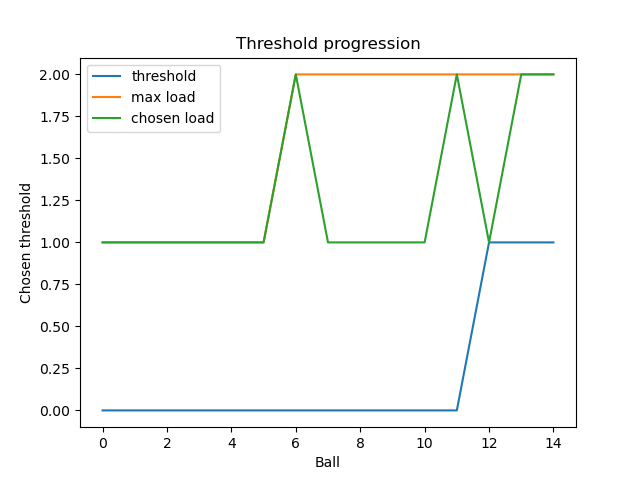 Threshold progression
threshold
max load
chosen load
Chosen threshold
2.00
1.75
1.50
1.25
1.00
0.75
0.50
0.25
0.00
0 2 4 6 8 10 12 14
Ball